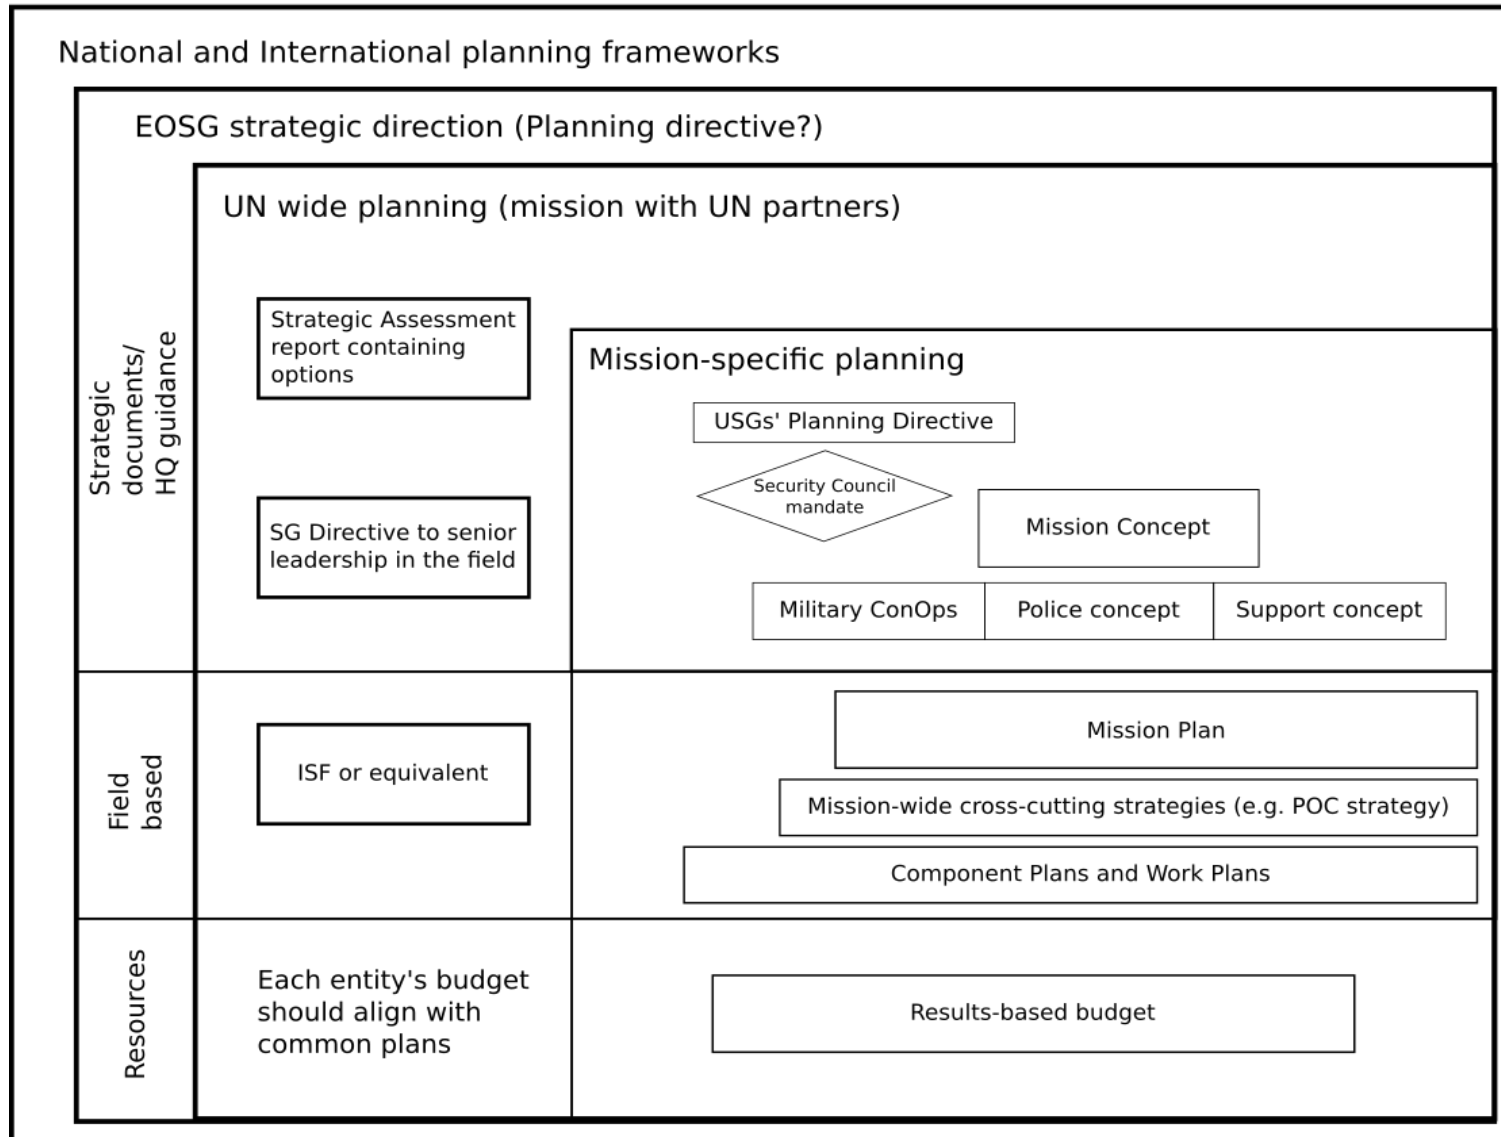 National and International planning frameworks
EOSG strategic direction (Planning directive?)
UN wide planning (mission with UN partners)
Strategic
documents/
HQ guidance
Strategic Assessment
report containing
options
SG Directive to senior
leadership in the field
Mission-specific planning
USGs' Planning Directive
Security Council
mandate
Mission Concept
Military ConOps
Police concept
Support concept
Field
based
ISF or equivalent
Mission Plan
Mission-wide cross-cutting strategies (e.g. POC strategy)
Component Plans and Work Plans
Resources
Each entity's budget
should align with
common plans
Results-based budget